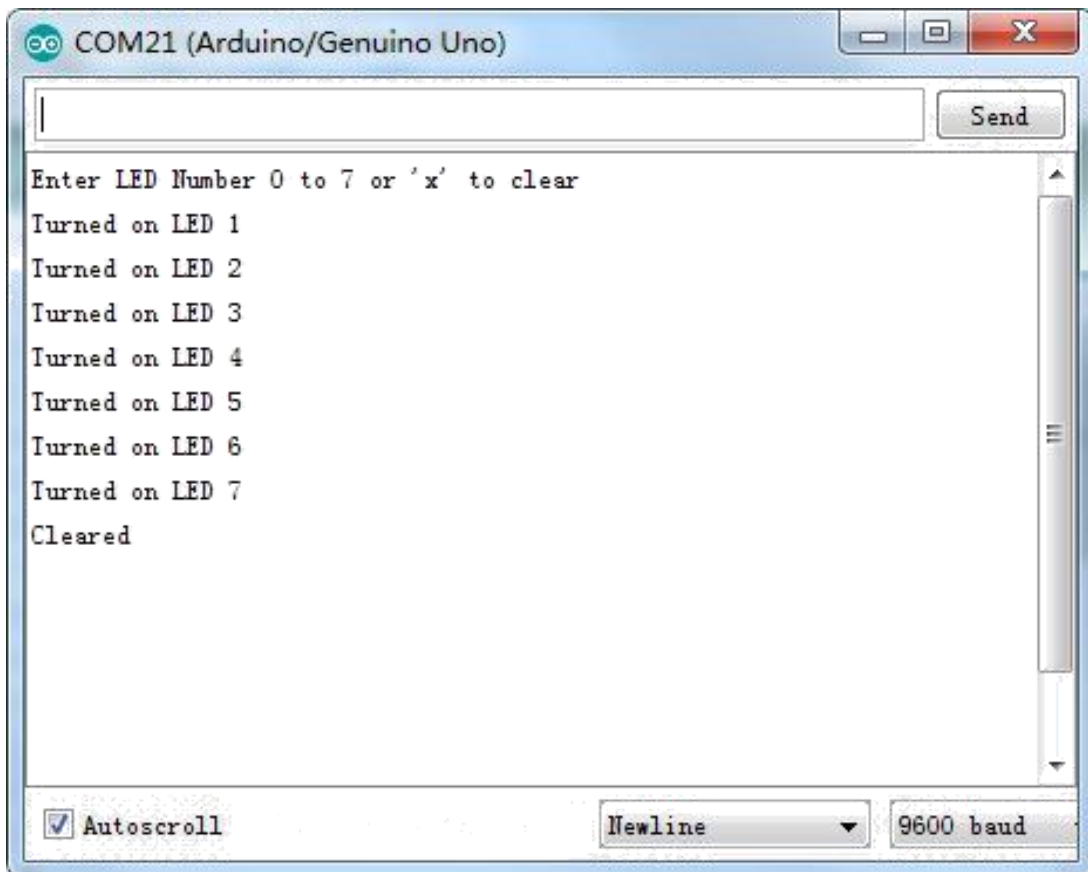 COM21 (Arduino/Genuino Uno)
Send
Enter LED Number 0 to 7 or 'x' to clear
Turned on LED 1
Turned on LED 2
Turned on LED 3
Turned on LED 4
Turned on LED 5
Turned on LED 6
Turned on LED 7
Cleared
Autoscroll Newline 9600 baud